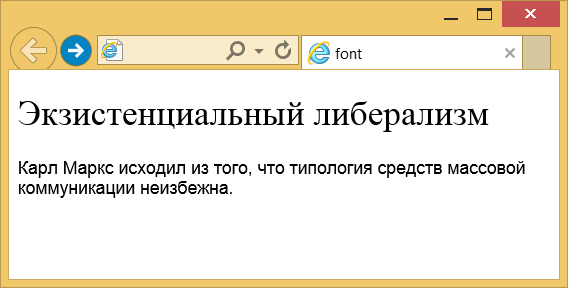 font
Экзистенциальный либерализм
Карл Маркс исходил из того, что типология средств массовой
коммуникации неизбежна.